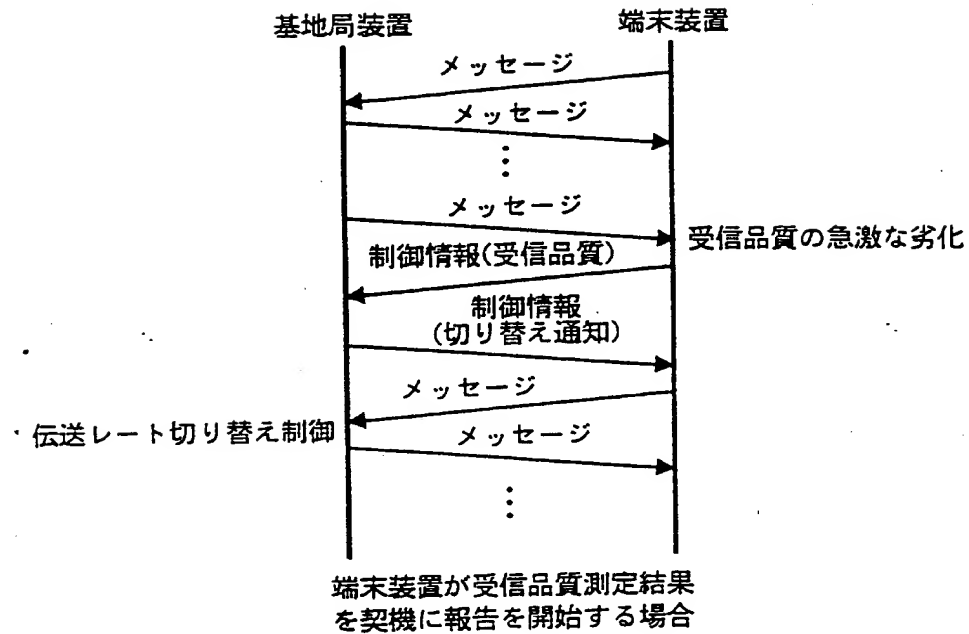 基地局装置
端末装置
メッセージ
メッセージ
⋮
メッセージ
受信品質の急激な劣化
制御情報(受信品質)
制御情報
(切り替え通知)
メッセージ
伝送レート切り替え制御
メッセージ
⋮
端末装置が受信品質測定結果
を契機に報告を開始する場合